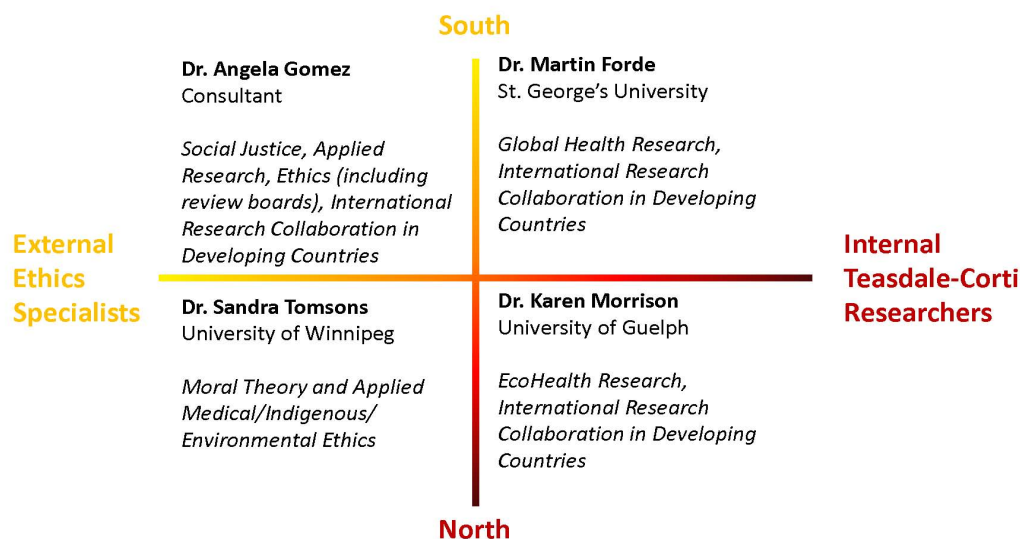 South
Dr. Angela Gomez
Consultant
Social Justice, Applied
Research, Ethics (including
review boards), International
Research Collaboration in
Developing Countries
Dr. Martin Forde
St. George's University
Global Health Research,
International Research
Collaboration in Developing
Countries
External
Ethics
Specialists
Internal
Teasdale-Corti
Researchers
Dr. Sandra Tomsons
University of Winnipeg
Moral Theory and Applied
Medical/Indigenous/
Environmental Ethics
Dr. Karen Morrison
University of Guelph
EcoHealth Research,
International Research
Collaboration in Developing
Countries
North